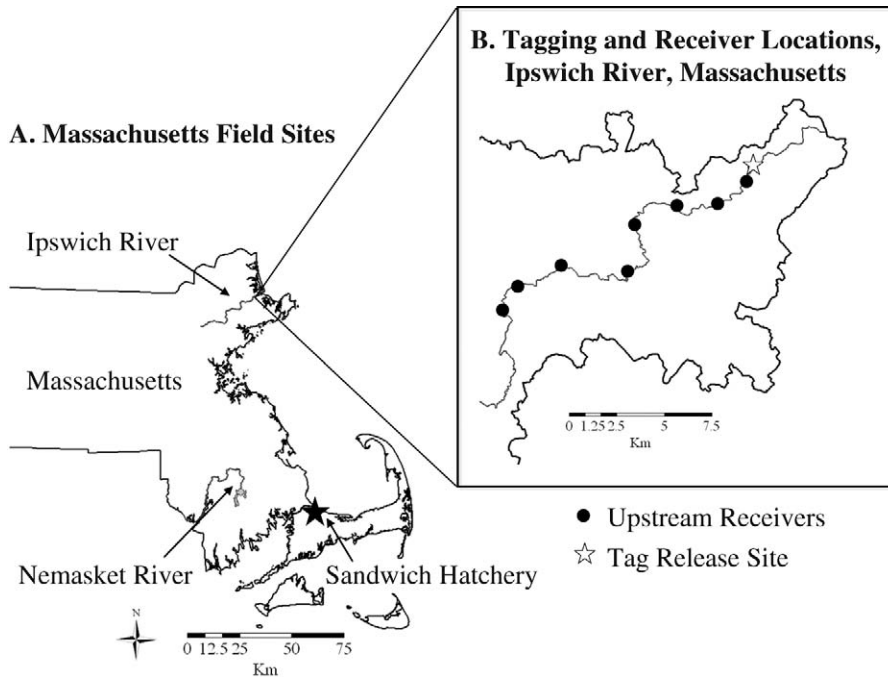 A. Massachusetts Field Sites
Ipswich River
Massachusetts
Nemasket River
Sandwich Hatchery
N
0 12.5 25 50 75
Km
B. Tagging and Receiver Locations,
Ipswich River, Massachusetts
0 1.25 2.5 5 7.5
Km
Upstream Receivers
Tag Release Site